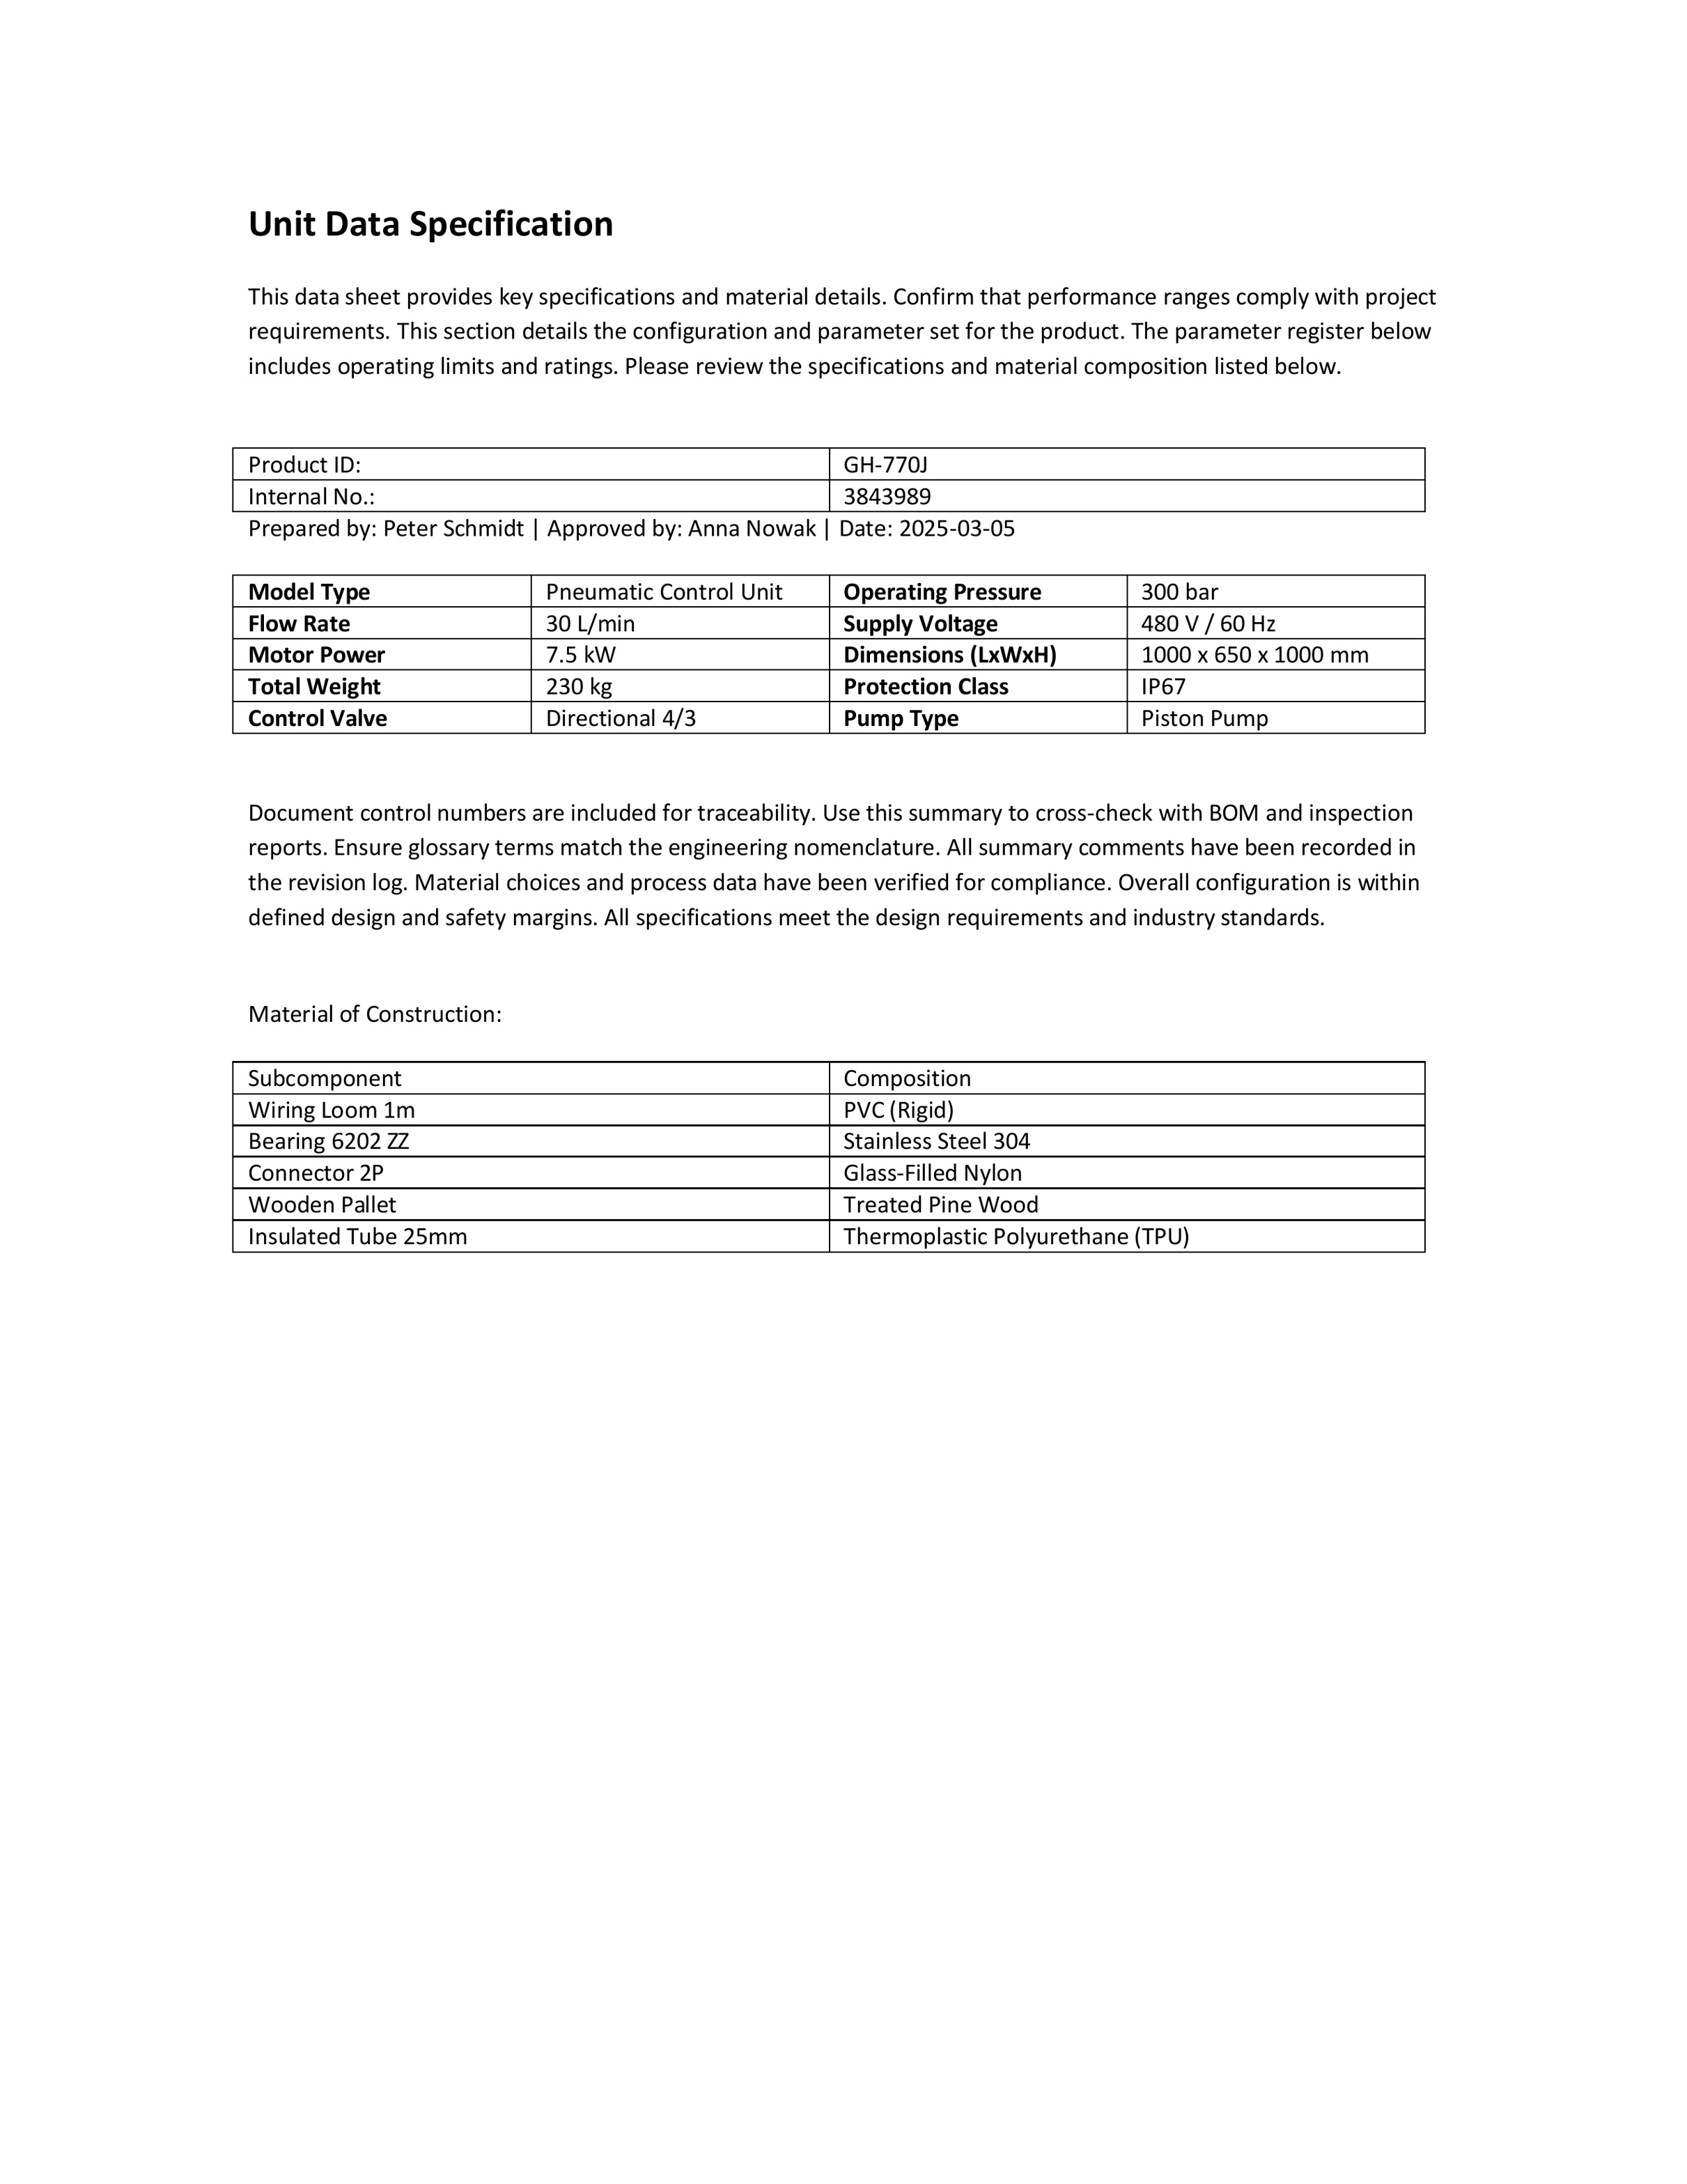 Unit Data Specification
This data sheet provides key specifications and material details. Confirm that performance ranges comply with project
requirements. This section details the configuration and parameter set for the product. The parameter register below
includes operating limits and ratings. Please review the specifications and material composition listed below.
Product ID: GH-770J
Internal No.: 3843989
Prepared by: Peter Schmidt | Approved by: Anna Nowak | Date: 2025-03-05
Model Type Pneumatic Control Unit Operating Pressure 300 bar
Flow Rate 30 L/min Supply Voltage 480 V / 60 Hz
Motor Power 7.5 kW Dimensions (LxWxH) 1000 x 650 x 1000 mm
Total Weight 230 kg Protection Class IP67
Control Valve Directional 4/3 Pump Type Piston Pump
Document control numbers are included for traceability. Use this summary to cross-check with BOM and inspection
reports. Ensure glossary terms match the engineering nomenclature. All summary comments have been recorded in
the revision log. Material choices and process data have been verified for compliance. Overall configuration is within
defined design and safety margins. All specifications meet the design requirements and industry standards.
Material of Construction:
Subcomponent Composition
Wiring Loom 1m PVC (Rigid)
Bearing 6202 ZZ Stainless Steel 304
Connector 2P Glass-Filled Nylon
Wooden Pallet Treated Pine Wood
Insulated Tube 25mm Thermoplastic Polyurethane (TPU)